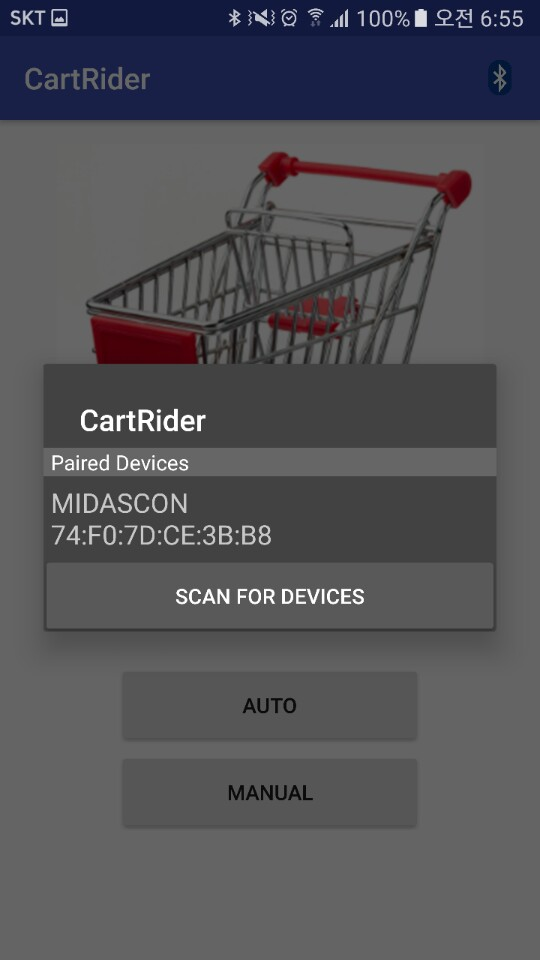 SKT 100% 오전 6:55
CartRider
CartRider
Paired Devices
MIDASCON
74:F0:7D:CE:3B:B8
SCAN FOR DEVICES
AUTO
MANUAL